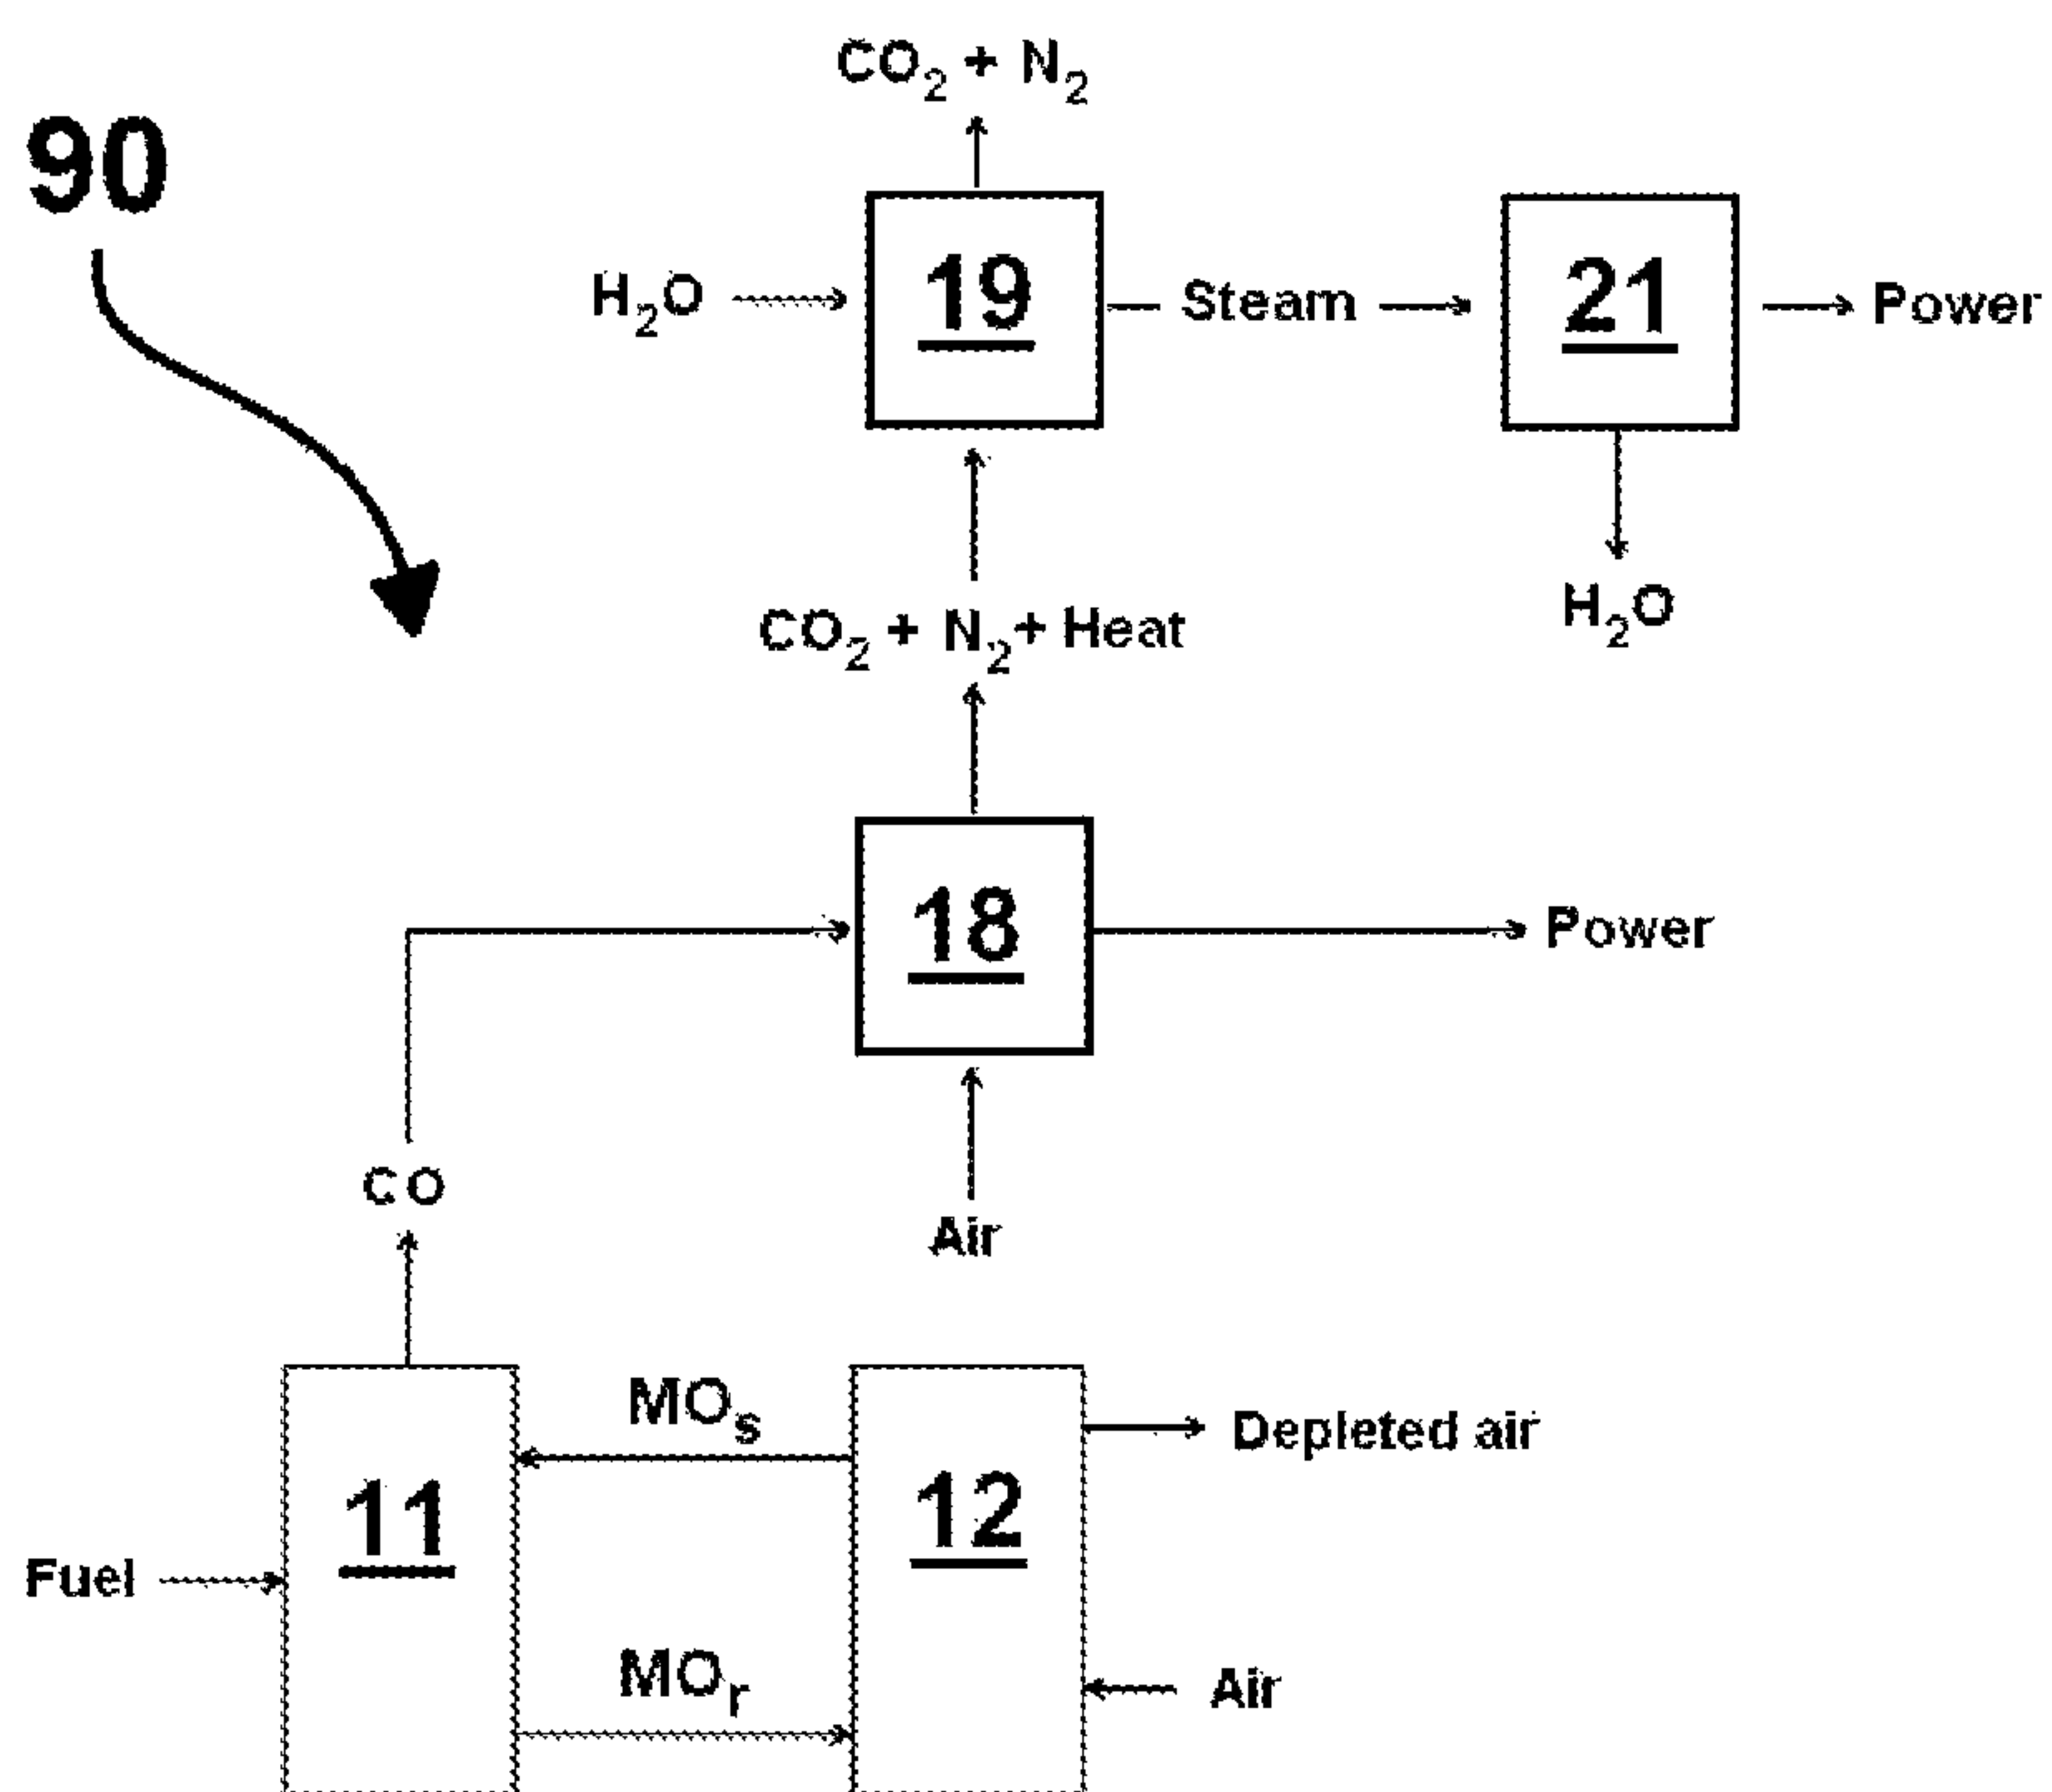 CO₂ + N₂
90
H₂O
19
Steam
21
Power
H₂O
CO₂ + N₂ + Heat
18
Power
CO
Air
MOₛ
Depleted air
11
12
Fuel
MOᵣ
Air